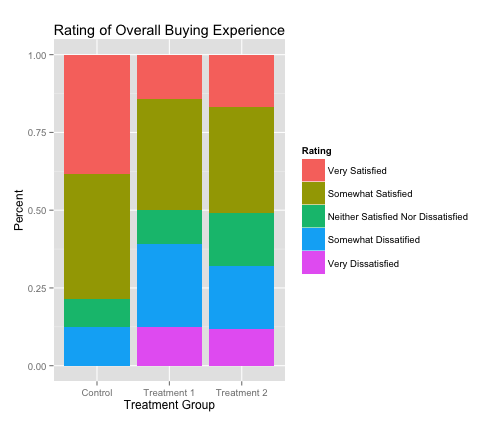 Rating of Overall Buying Experience
1.00
0.75
0.50
0.25
0.00
Percent
Control Treatment 1 Treatment 2
Treatment Group
Rating
Very Satisfied
Somewhat Satisfied
Neither Satisfied Nor Dissatisfied
Somewhat Dissatified
Very Dissatisfied